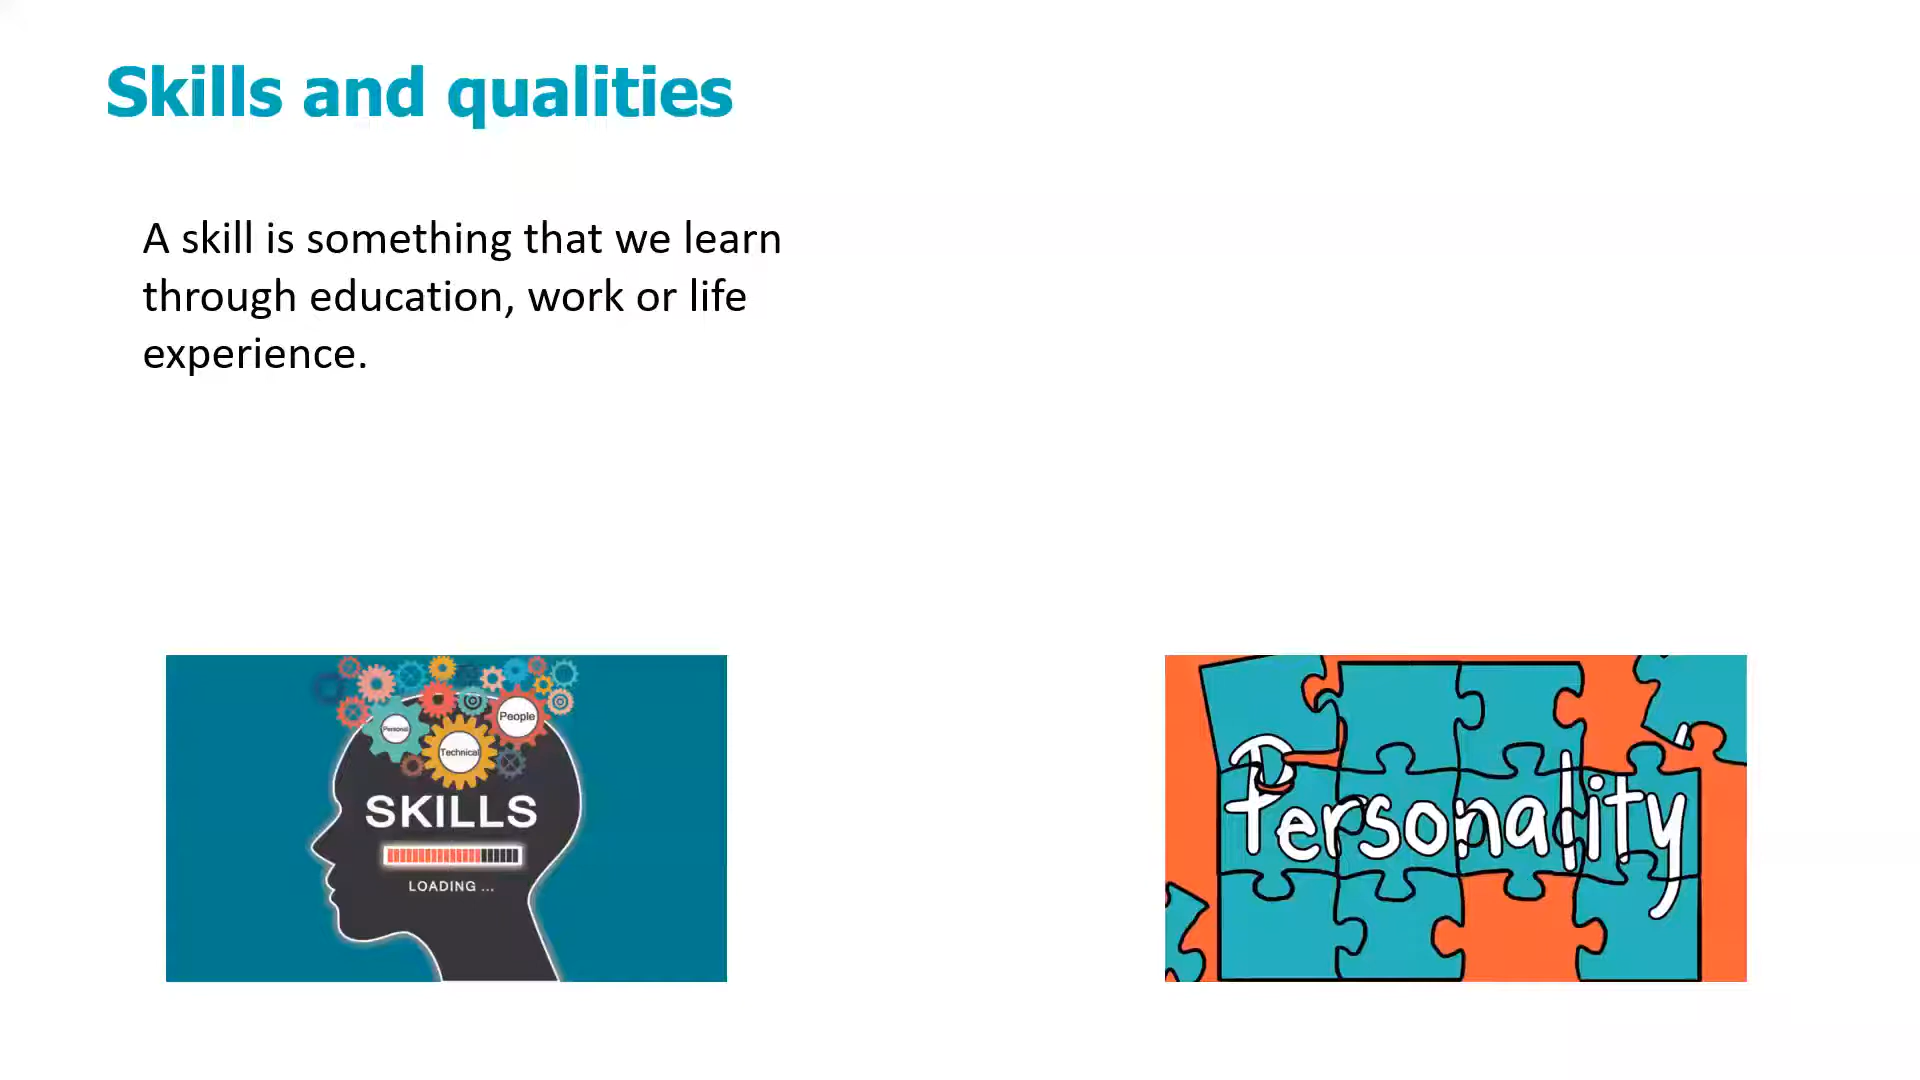 Skills and qualities
A skill is something that we learn
through education, work or life
experience.
Personal
People
Technical
SKILLS
LOADING ...
Personality